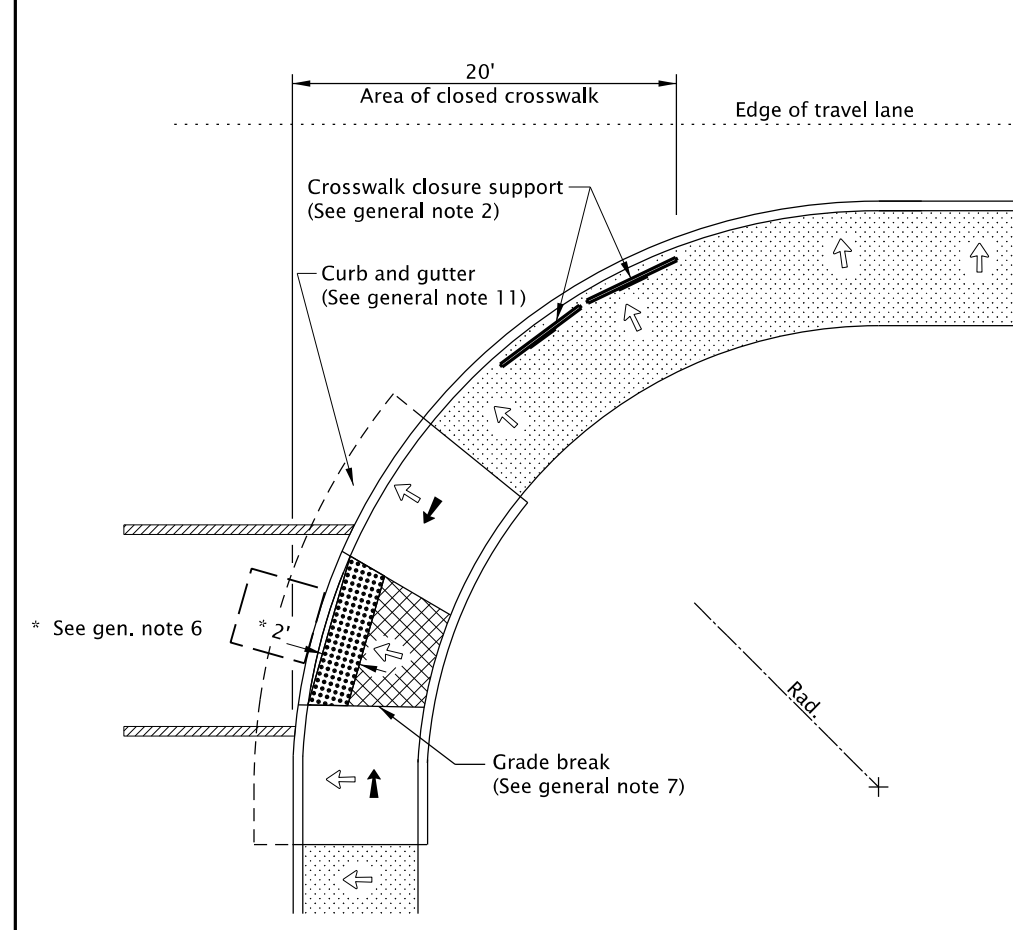 20'
Area of closed crosswalk
Edge of travel lane
Crosswalk closure support
(See general note 2)
Curb and gutter
(See general note 11)
* See gen. note 6
* 2'
Rad.
Grade break
(See general note 7)